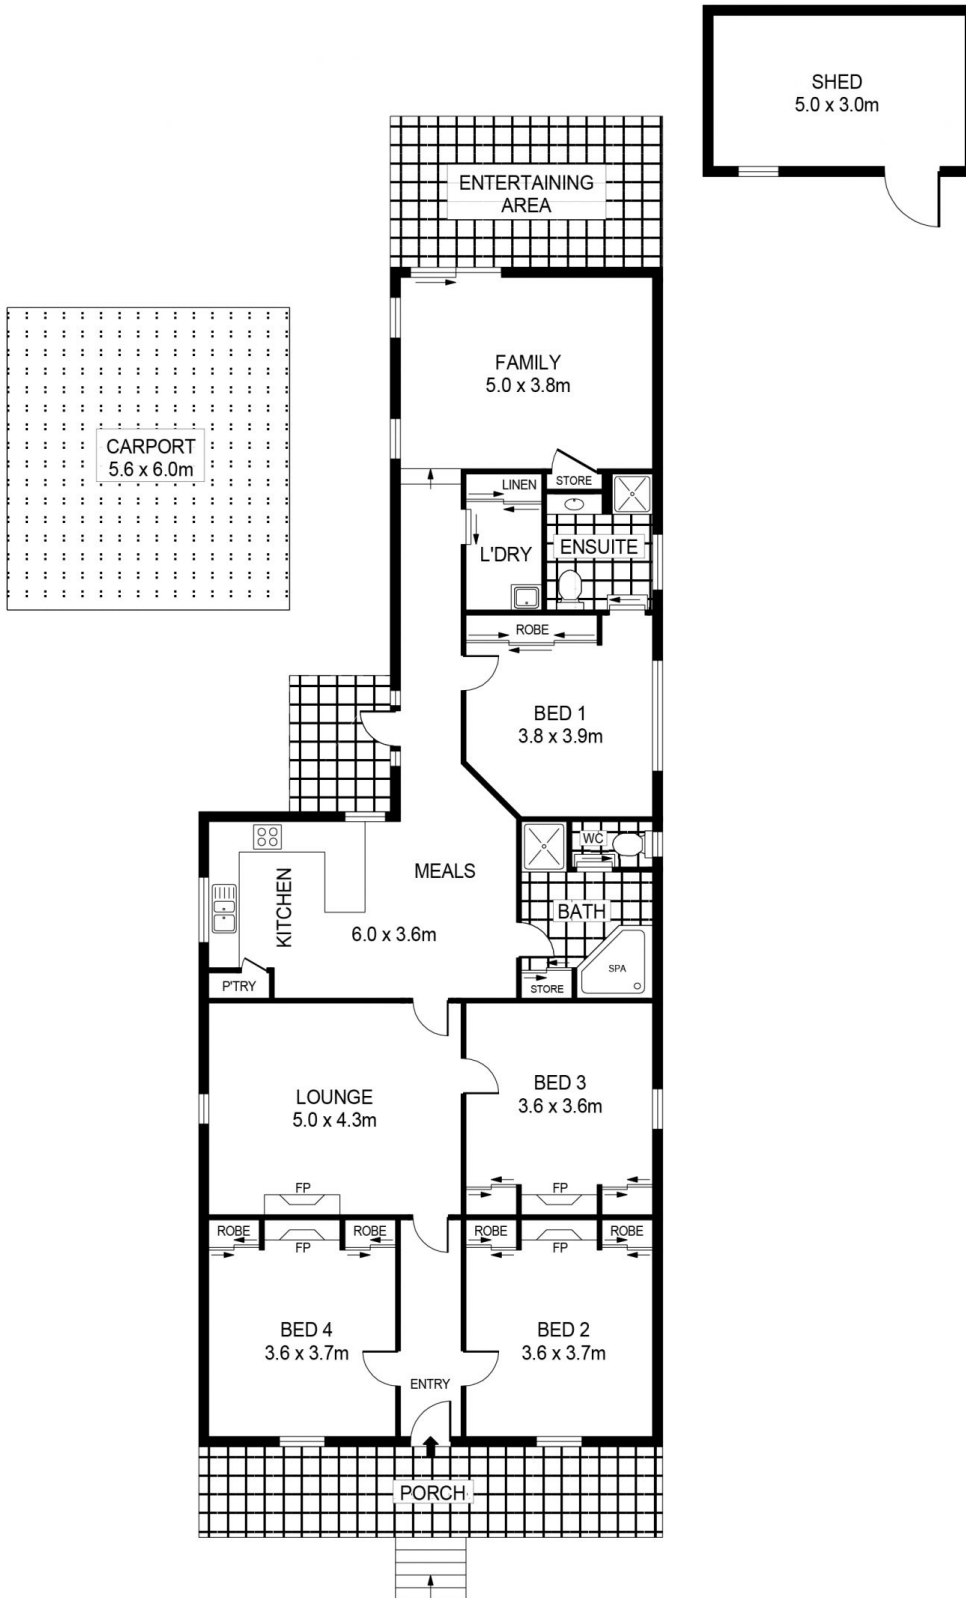 SHED
5.0 x 3.0m
ENTERTAINING
AREA
FAMILY
5.0 x 3.8m
CARPORT
5.6 x 6.0m
STORE
LINEN
L'DRY
ENSUITE
ROBE
BED 1
3.8 x 3.9m
WC
MEALS
KITCHEN
BATH
6.0 x 3.6m
SPA
P'TRY
STORE
LOUNGE
5.0 x 4.3m
BED 3
3.6 x 3.6m
FP
FP
ROBE
FP
ROBE
ROBE
FP
ROBE
BED 4
3.6 x 3.7m
BED 2
3.6 x 3.7m
ENTRY
PORCH